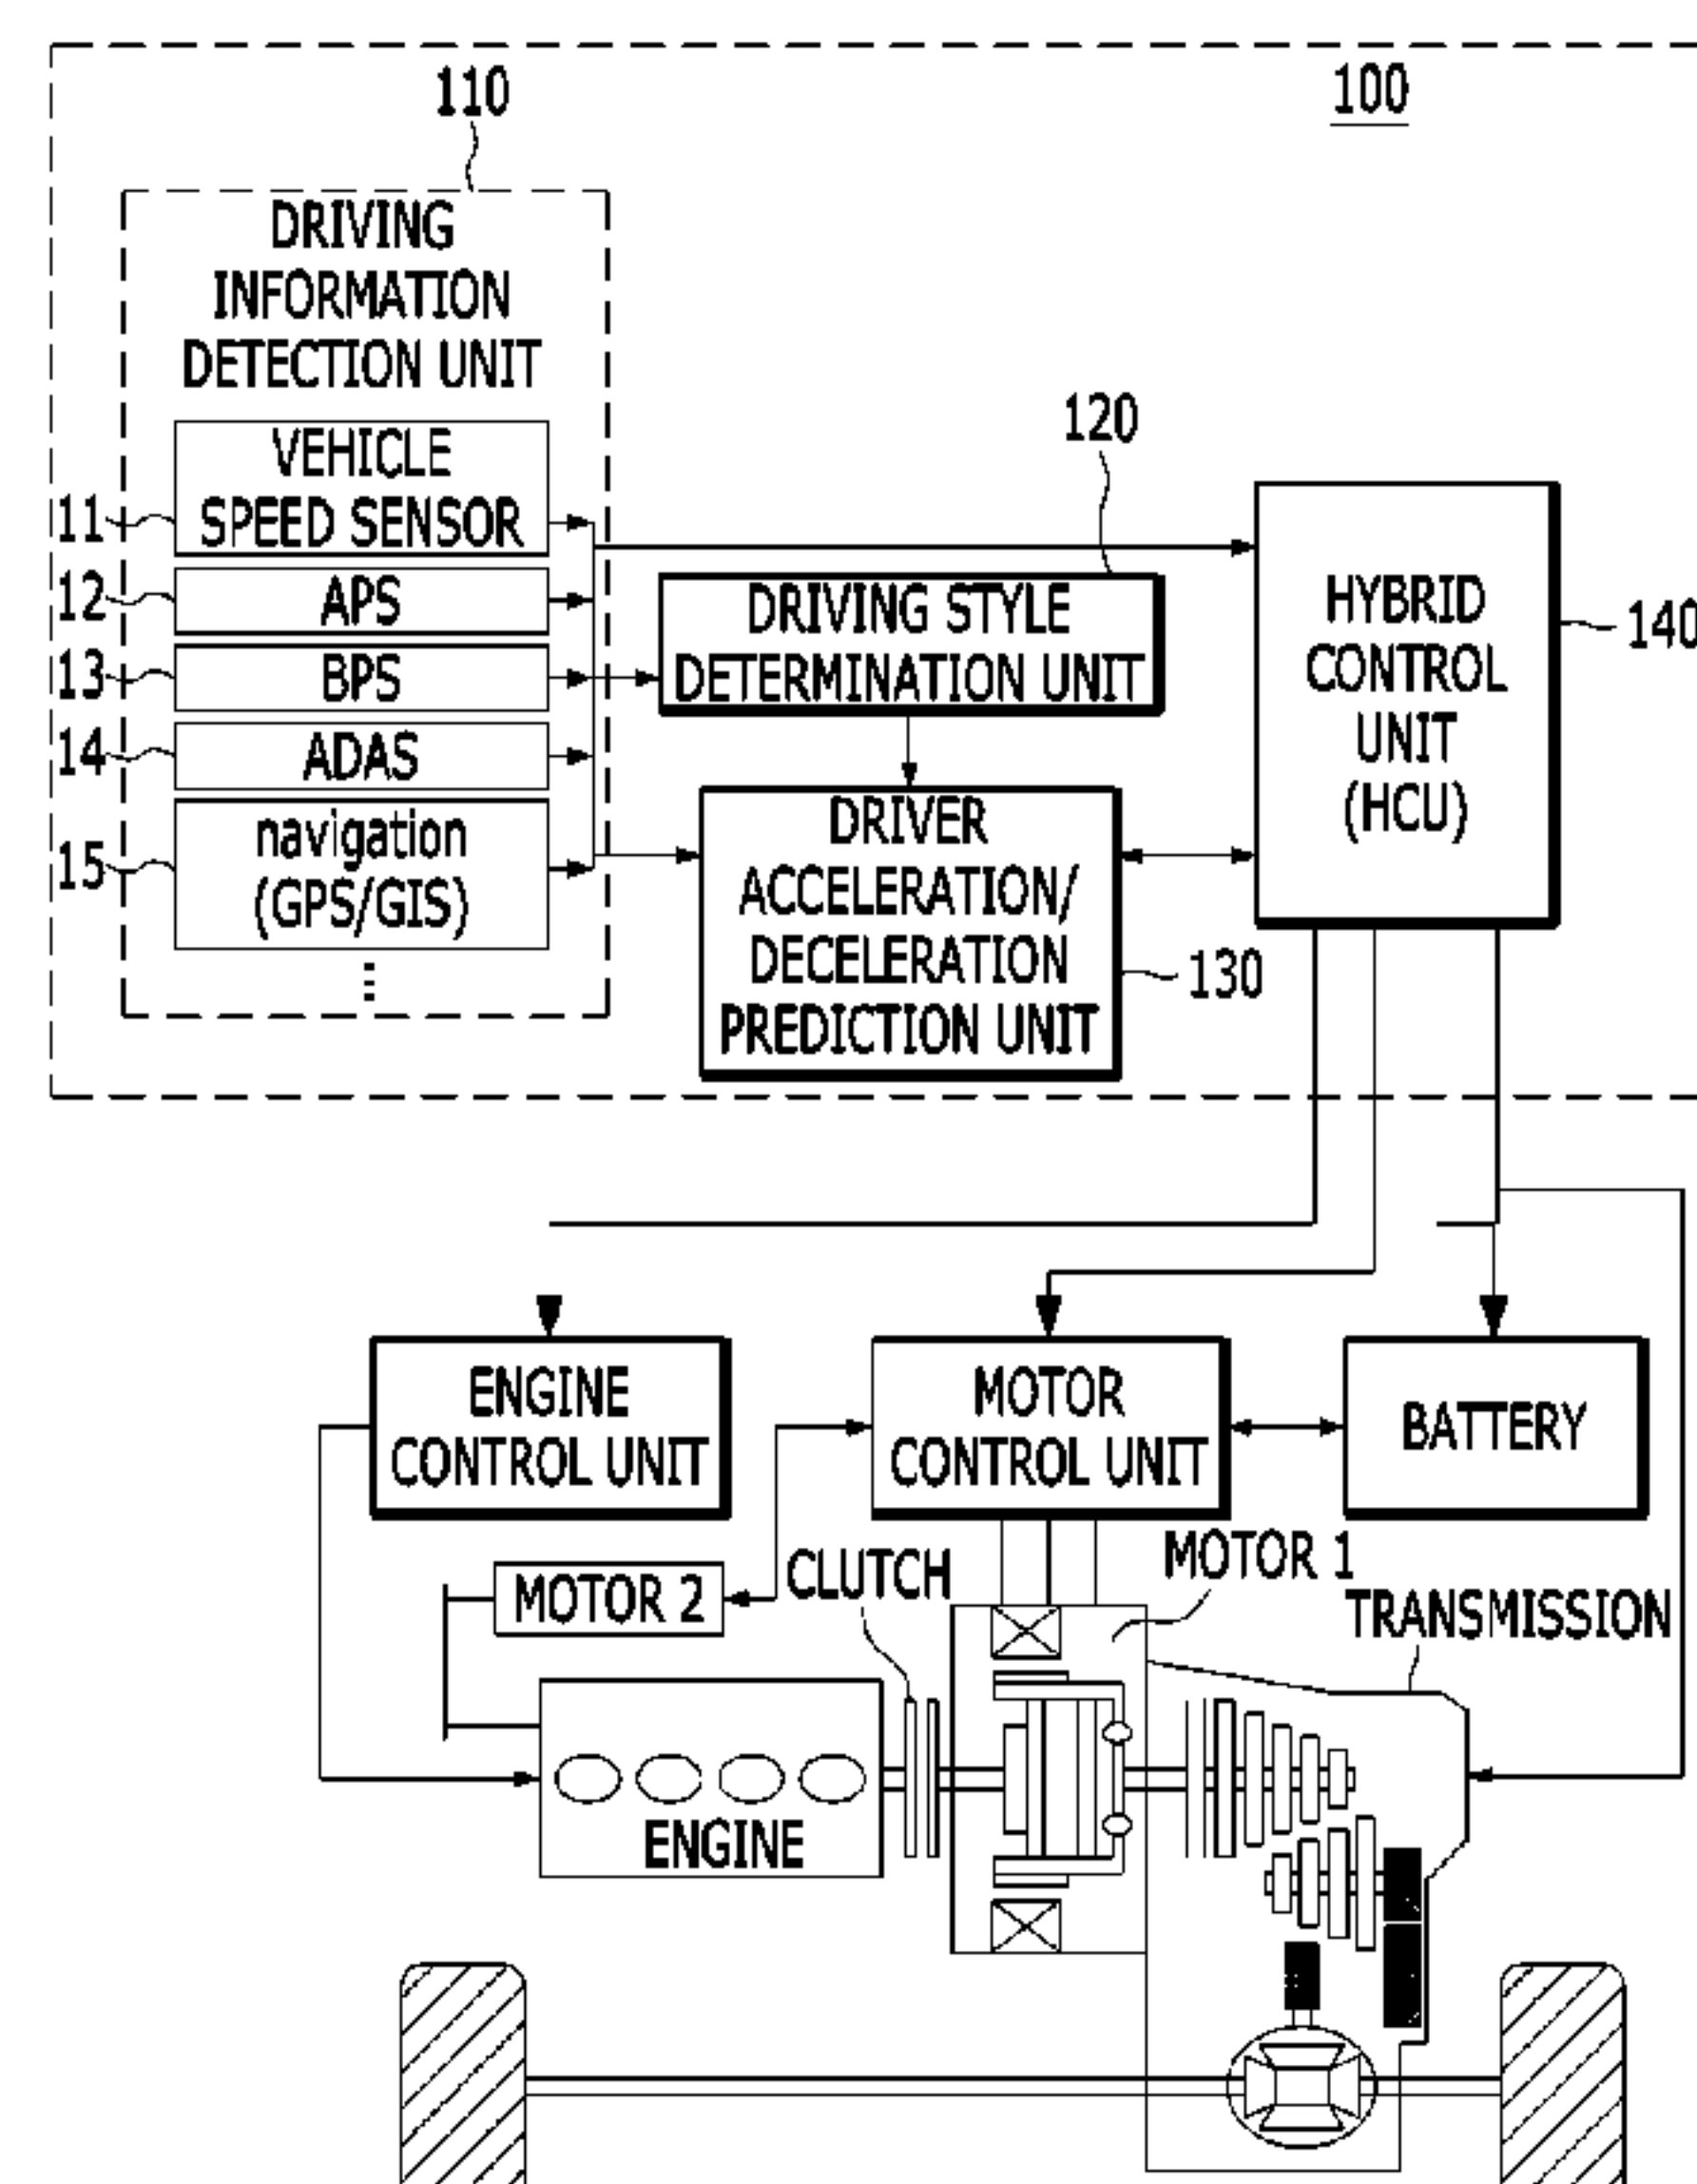 100
110
DRIVING
INFORMATION
DETECTION UNIT
VEHICLE
SPEED SENSOR
11
APS
12
BPS
13
ADAS
14
navigation
(GPS/GIS)
15
120
DRIVING STYLE
DETERMINATION UNIT
DRIVER
ACCELERATION/
DECELERATION
PREDICTION UNIT
130
HYBRID
CONTROL
UNIT
(HCU)
140
ENGINE
CONTROL UNIT
MOTOR
CONTROL UNIT
BATTERY
MOTOR 2
CLUTCH
MOTOR 1
TRANSMISSION
ENGINE